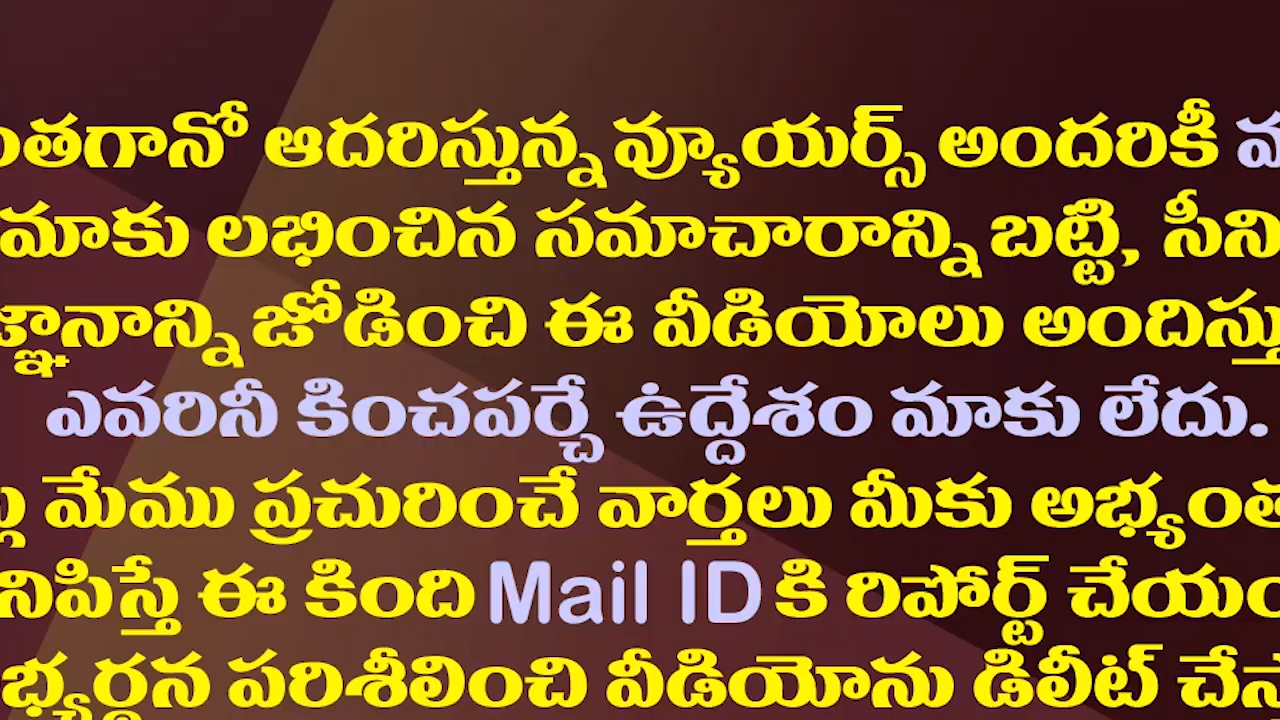 ంతగానో ఆదరిస్తున్న వ్యూయర్స్ అందరికీ
మాకు లభించిన సమాచారాన్ని బట్టి, సీని
జ్ఞానాన్ని జోడించి ఈ వీడియోలు అందిస్తు
ఎవరినీ కించపర్చే ఉద్దేశం మాకు లేదు.
మేము ప్రచురించే వార్తలు మీకు అభ్యంత
నిపిస్తే ఈ కింది Mail ID కి రిపోర్ట్ చేయం
భ్యర్థన పరిశీలించి వీడియోను డిలీట్ చేస